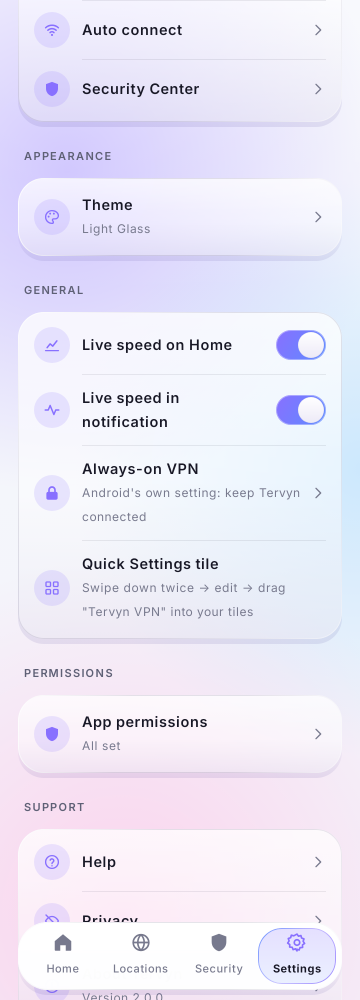 Auto connect
Security Center
APPEARANCE
Theme
Light Glass
GENERAL
Live speed on Home
Live speed in
notification
Always-on VPN
Android's own setting: keep Tervyn
connected
Quick Settings tile
Swipe down twice → edit → drag
"Tervyn VPN" into your tiles
PERMISSIONS
App permissions
All set
SUPPORT
Help
Privacy
Home
Locations
Security
Settings
Version 2.0.0